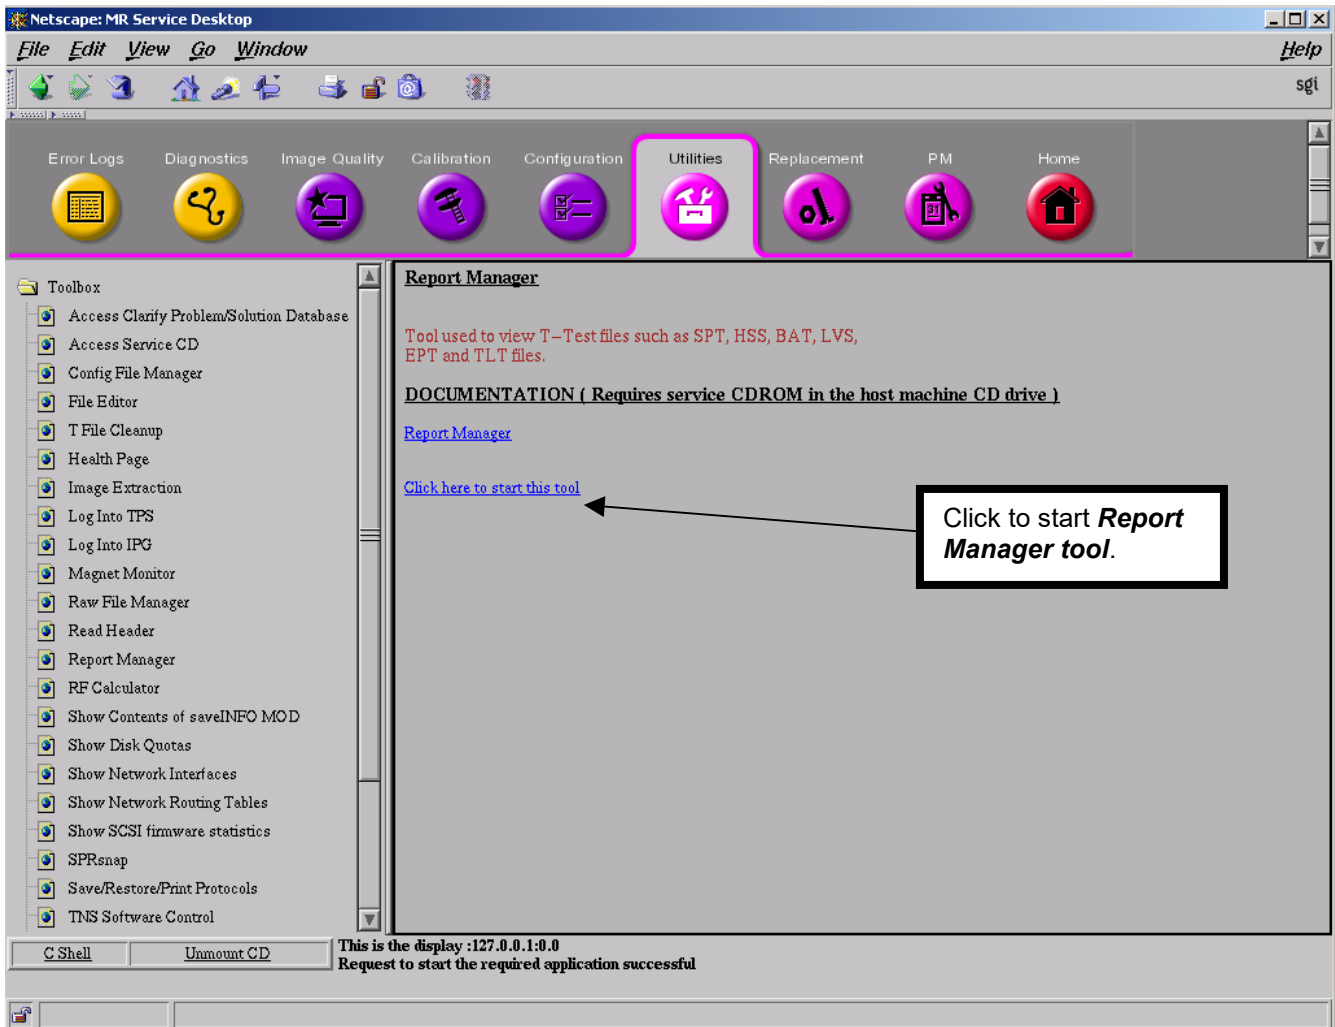 Netscape: MR Service Desktop
File Edit View Go Window Help
sgi
Error Logs Diagnostics Image Quality Calibration Configuration Utilities Replacement PM Home
31
Toolbox
Access Clarify Problem/Solution Database
Access Service CD
Config File Manager
File Editor
T File Cleanup
Health Page
Image Extraction
Log Into TPS
Log Into IPG
Magnet Monitor
Raw File Manager
Read Header
Report Manager
RF Calculator
Show Contents of saveINFO MOD
Show Disk Quotas
Show Network Interfaces
Show Network Routing Tables
Show SCSI firmware statistics
SPRsnap
Save/Restore/Print Protocols
TNS Software Control
Report Manager
Tool used to view T-Test files such as SPT, HSS, BAT, LVS,
EPT and TLT files.
DOCUMENTATION ( Requires service CDROM in the host machine CD drive )
Report Manager
Click here to start this tool
Click to start Report
Manager tool.
C Shell Unmount CD
This is the display :127.0.0.1:0.0
Request to start the required application successful